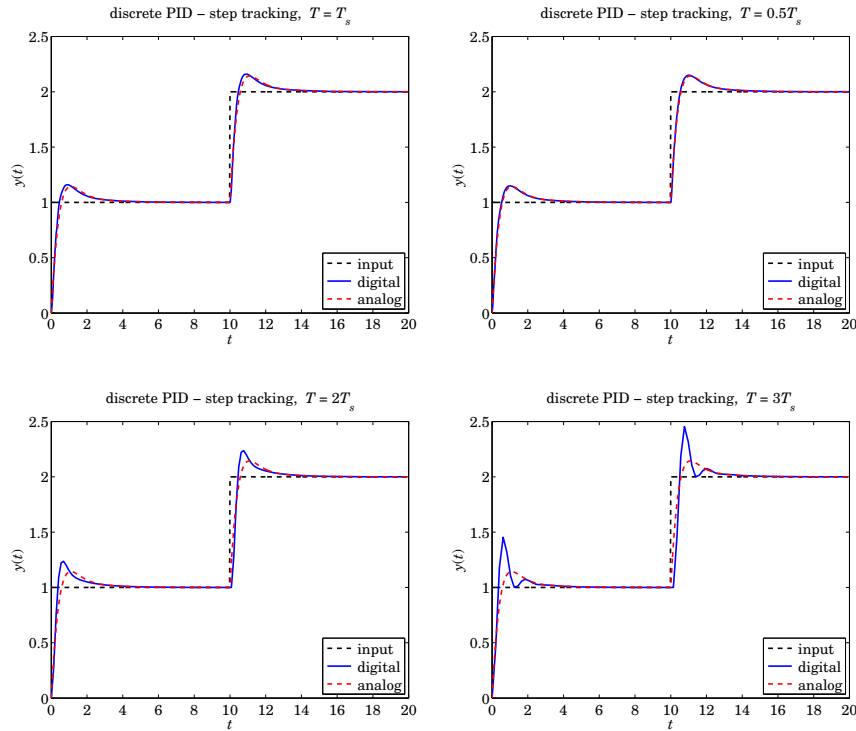 discrete PID − step tracking, T = Ts
2.5
2
1.5
1
0.5
0
y(t)
0 2 4 6 8 10 12 14 16 18 20
t
input
digital
analog
discrete PID − step tracking, T = 0.5Ts
2.5
2
1.5
1
0.5
0
y(t)
0 2 4 6 8 10 12 14 16 18 20
t
input
digital
analog
discrete PID − step tracking, T = 2Ts
2.5
2
1.5
1
0.5
0
y(t)
0 2 4 6 8 10 12 14 16 18 20
t
input
digital
analog
discrete PID − step tracking, T = 3Ts
2.5
2
1.5
1
0.5
0
y(t)
0 2 4 6 8 10 12 14 16 18 20
t
input
digital
analog